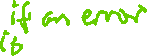 if an error
is